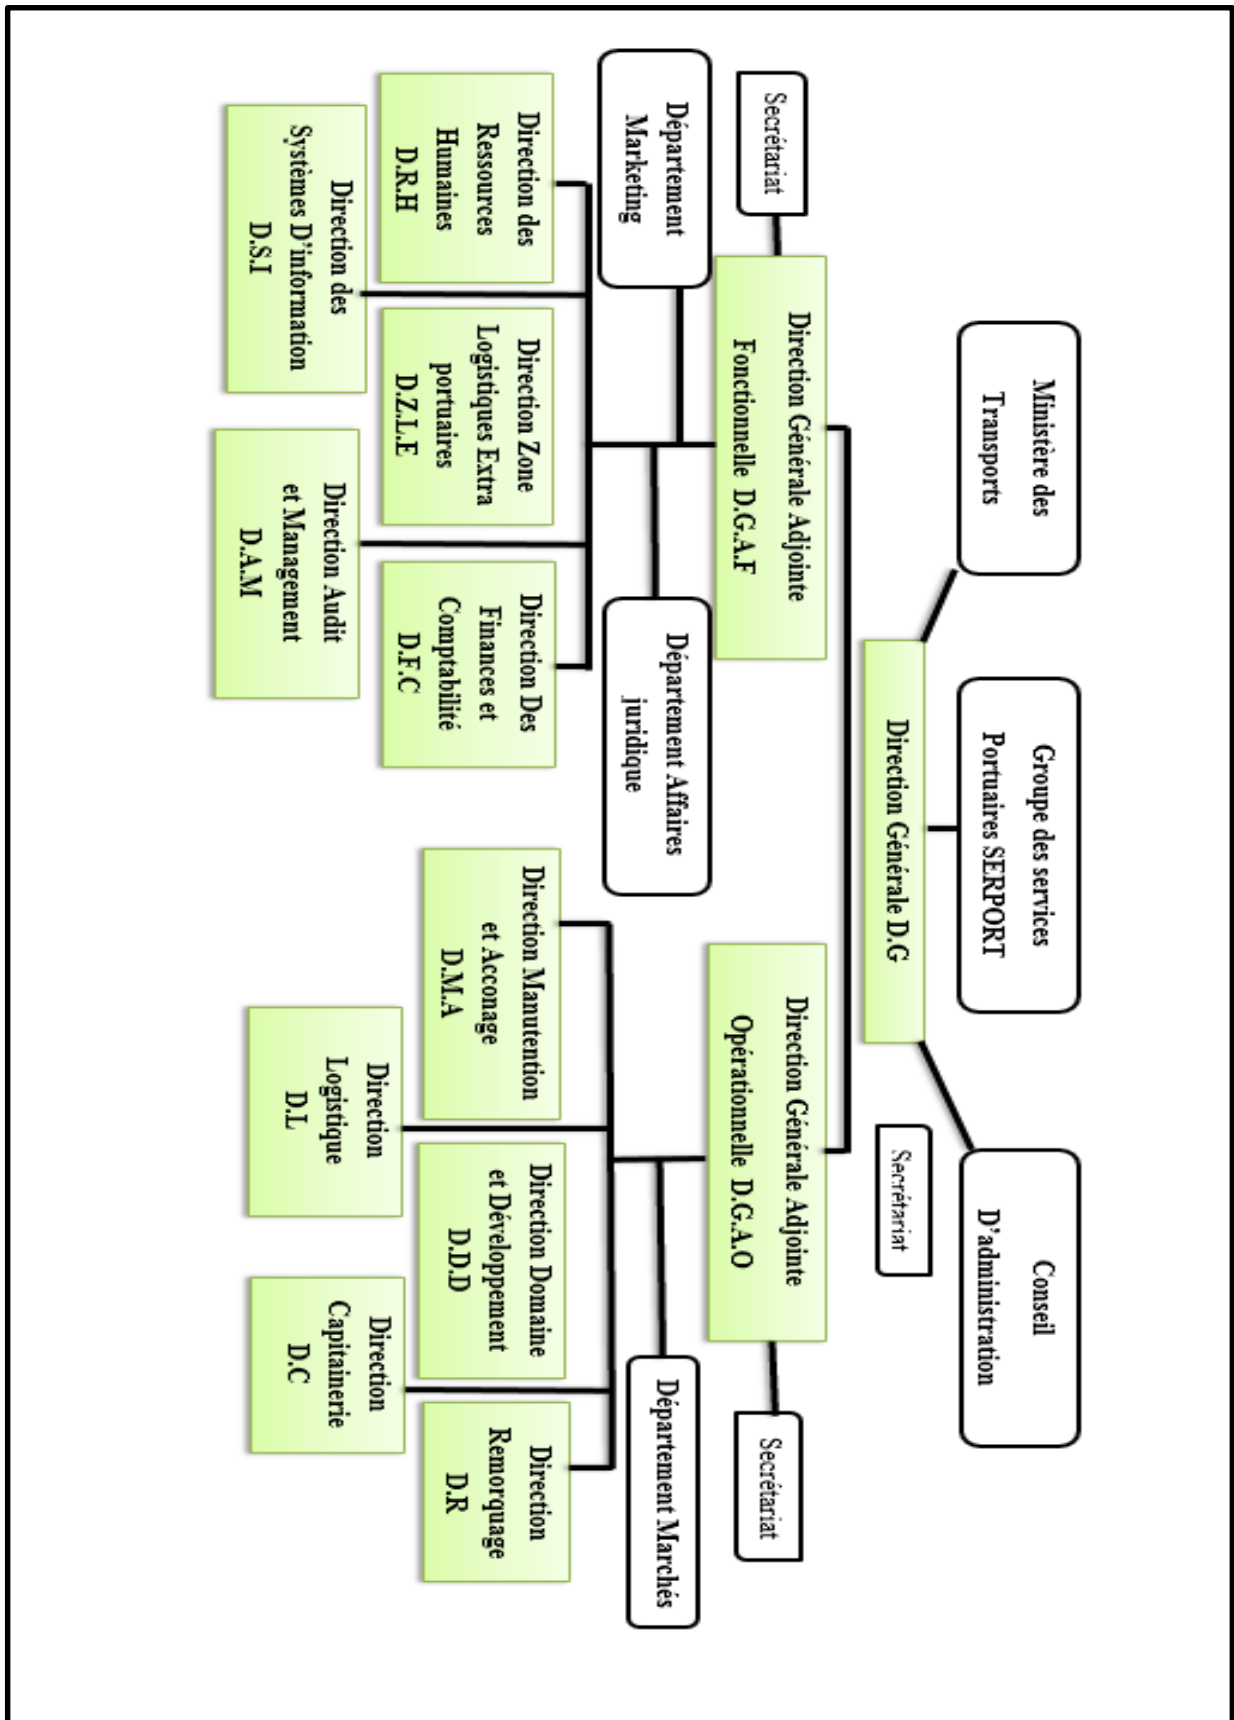 Ministère des
Transports
Groupe des services
Portuaires SERPORT
Conseil
D'administration
Direction Générale D.G
Secrétariat
Direction Générale Adjointe
Fonctionnelle D.G.A.F
Secrétariat
Direction Générale Adjointe
Opérationnelle D.G.A.O
Secrétariat
Département
Marketing
Département Affaires
juridique
Département Marchés
Direction des
Ressources
Humaines
D.R.H
Direction Zone
Logistiques Extra
portuaires
D.Z.L.E
Direction Des
Finances et
Comptabilité
D.F.C
Direction Manutention
et Acconage
D.M.A
Direction Domaine
et Développement
D.D.D
Direction
Remorquage
D.R
Direction des
Systèmes D'information
D.S.I
Direction Audit
et Management
D.A.M
Direction
Logistique
D.L
Direction
Capitainerie
D.C